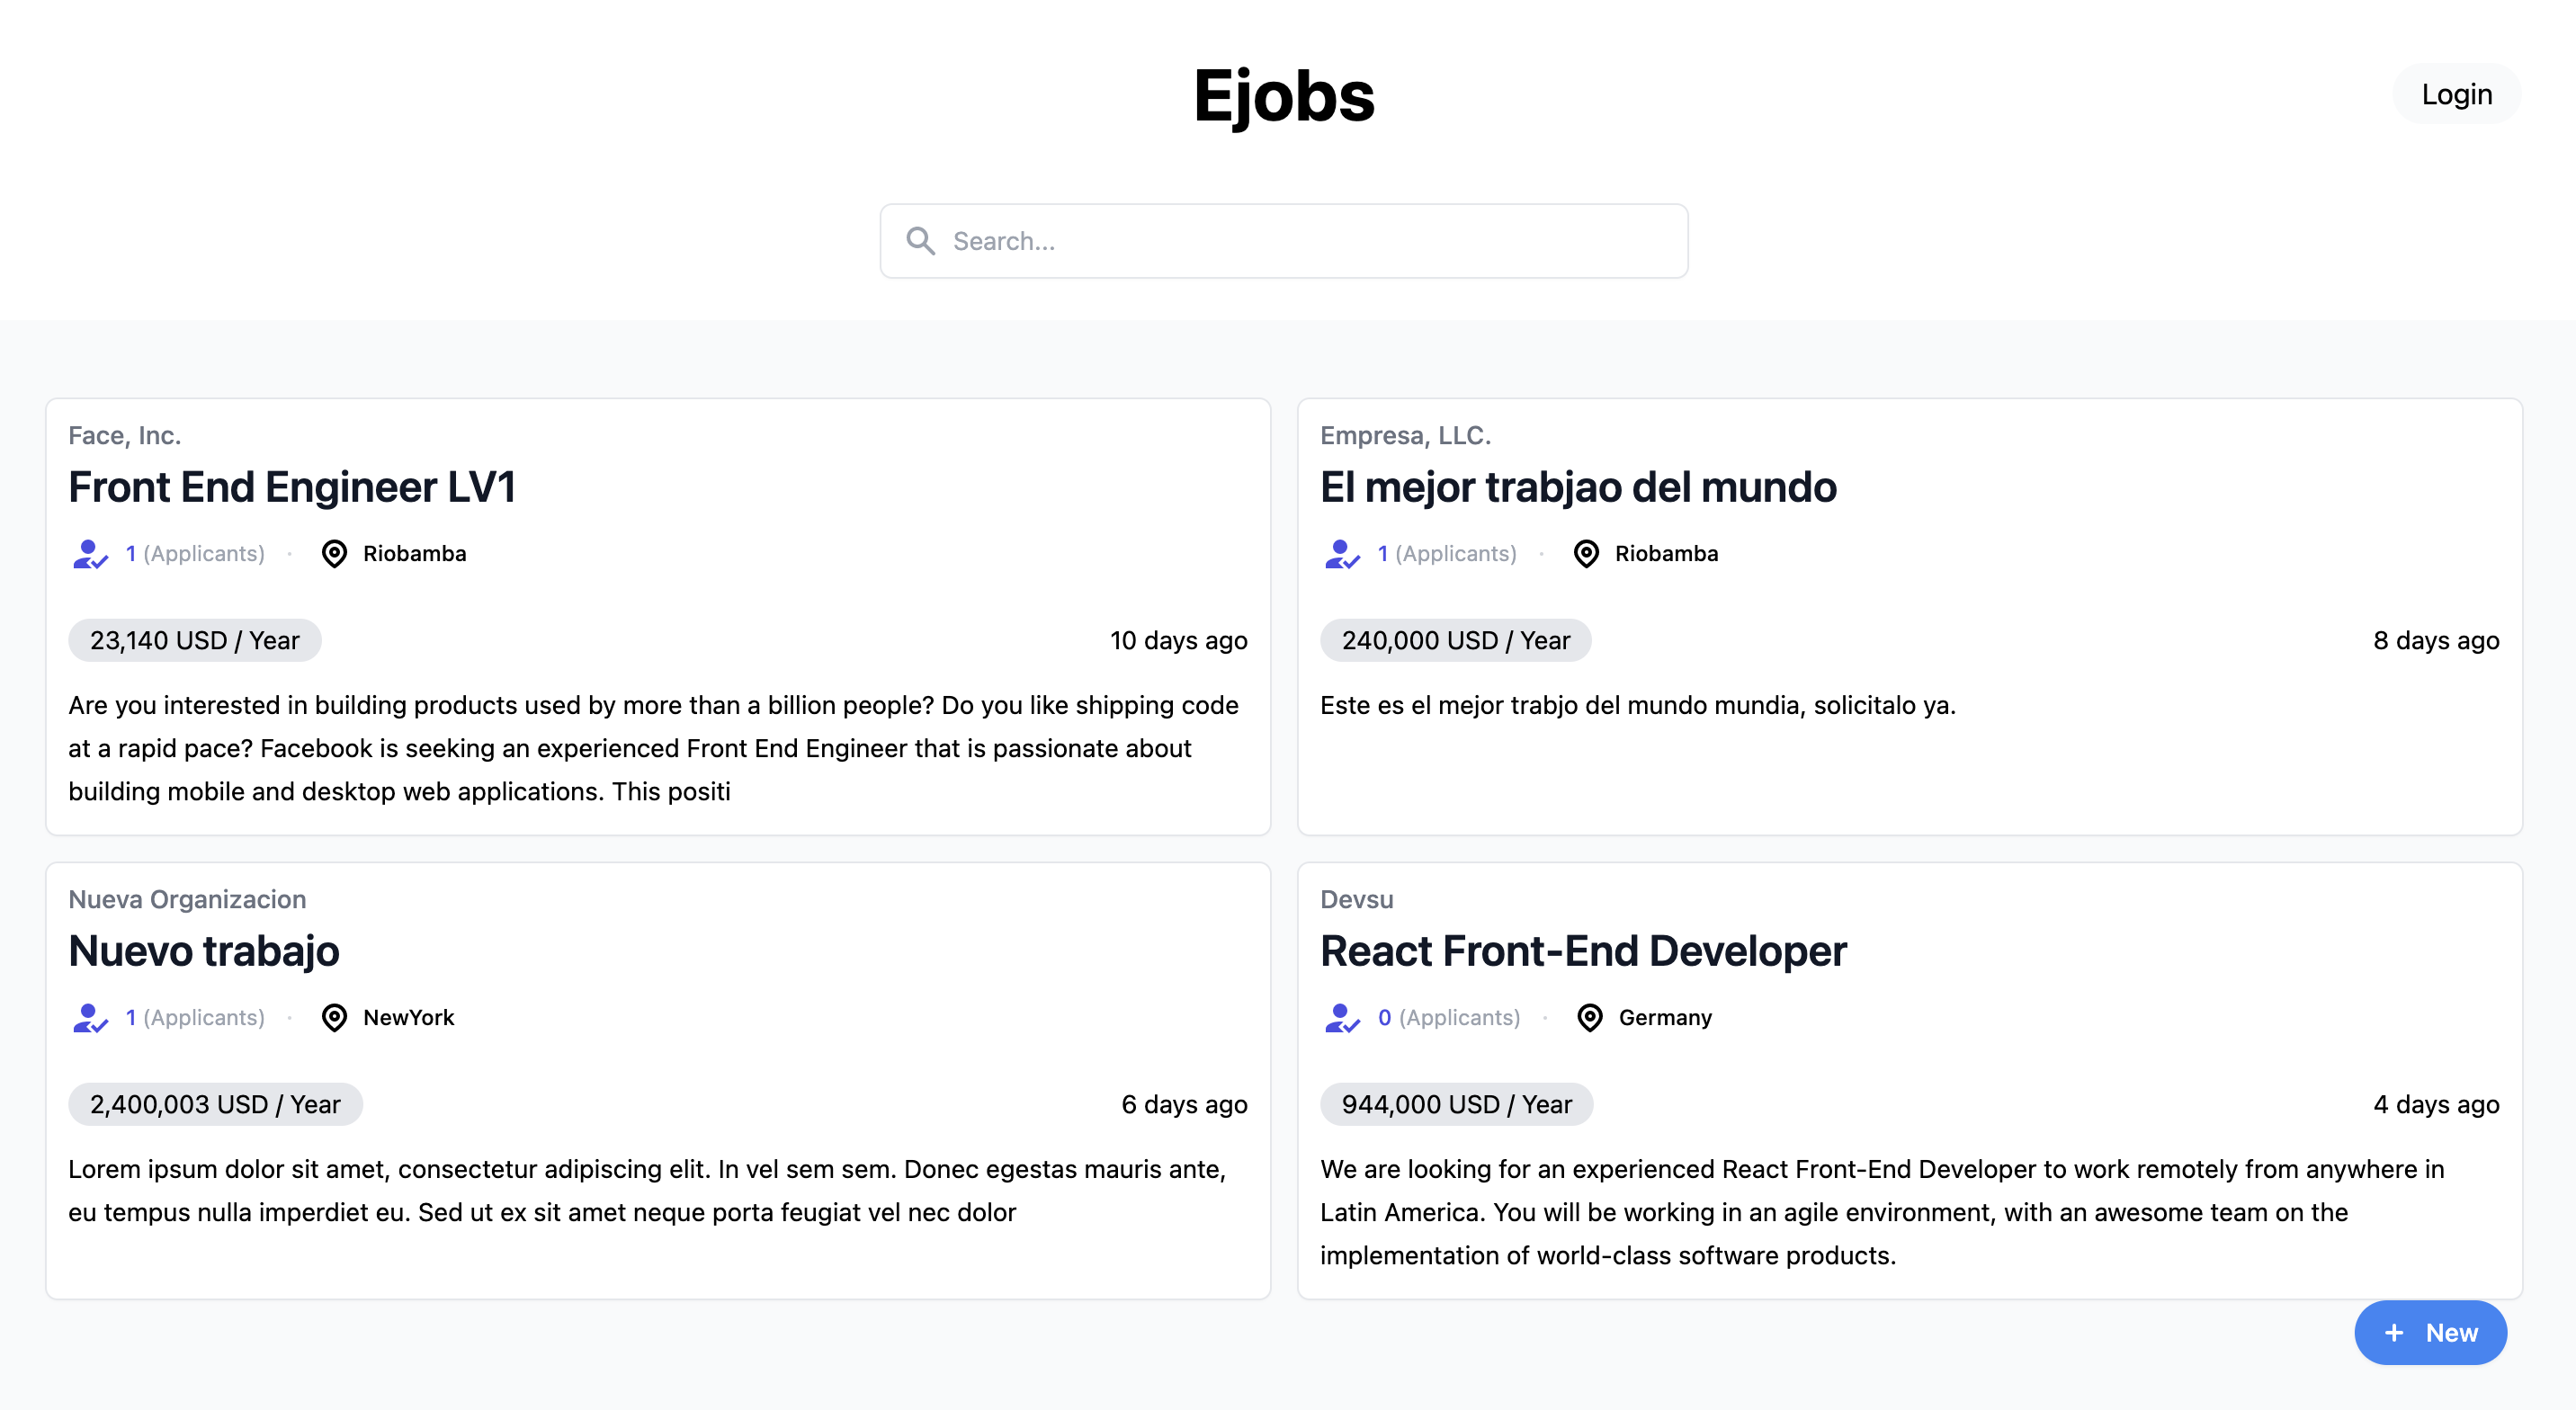 Ejobs
Login
Search...
Face, Inc.
Front End Engineer LV1
1 (Applicants) · Riobamba
23,140 USD / Year 10 days ago
Are you interested in building products used by more than a billion people? Do you like shipping code
at a rapid pace? Facebook is seeking an experienced Front End Engineer that is passionate about
building mobile and desktop web applications. This positi
Empresa, LLC.
El mejor trabjao del mundo
1 (Applicants) · Riobamba
240,000 USD / Year 8 days ago
Este es el mejor trabjo del mundo mundia, solicitalo ya.
Nueva Organizacion
Nuevo trabajo
1 (Applicants) · NewYork
2,400,003 USD / Year 6 days ago
Lorem ipsum dolor sit amet, consectetur adipiscing elit. In vel sem sem. Donec egestas mauris ante,
eu tempus nulla imperdiet eu. Sed ut ex sit amet neque porta feugiat vel nec dolor
Devsu
React Front-End Developer
0 (Applicants) · Germany
944,000 USD / Year 4 days ago
We are looking for an experienced React Front-End Developer to work remotely from anywhere in
Latin America. You will be working in an agile environment, with an awesome team on the
implementation of world-class software products.
+ New